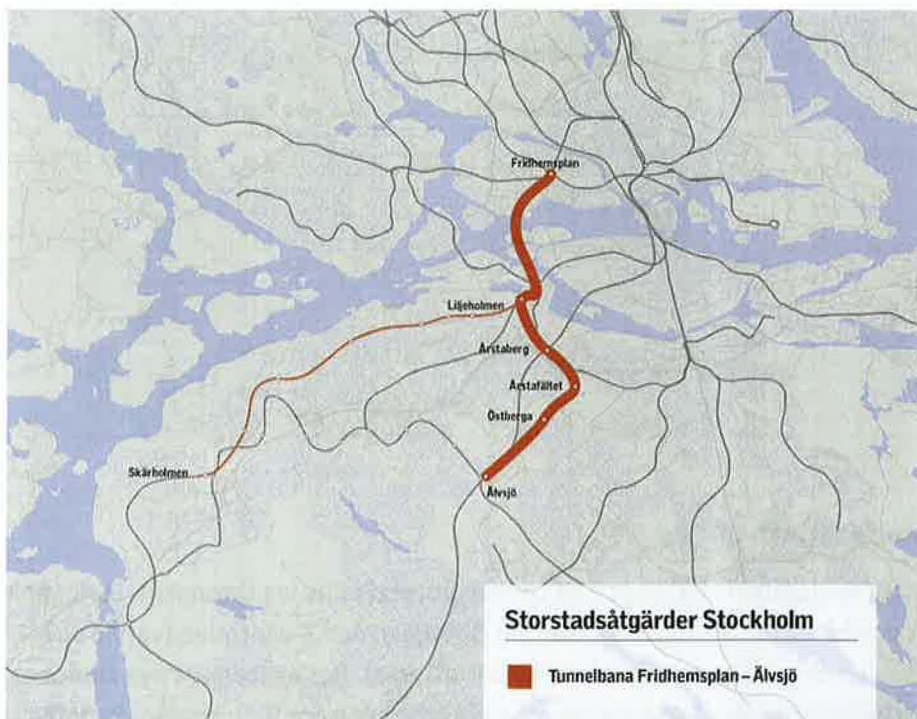 Fridhemsplan
Liljeholmen
Årstaberg
Årstafältet
Östberga
Skärholmen
Älvsjö
Storstadsåtgärder Stockholm
Tunnelbana Fridhemsplan – Älvsjö